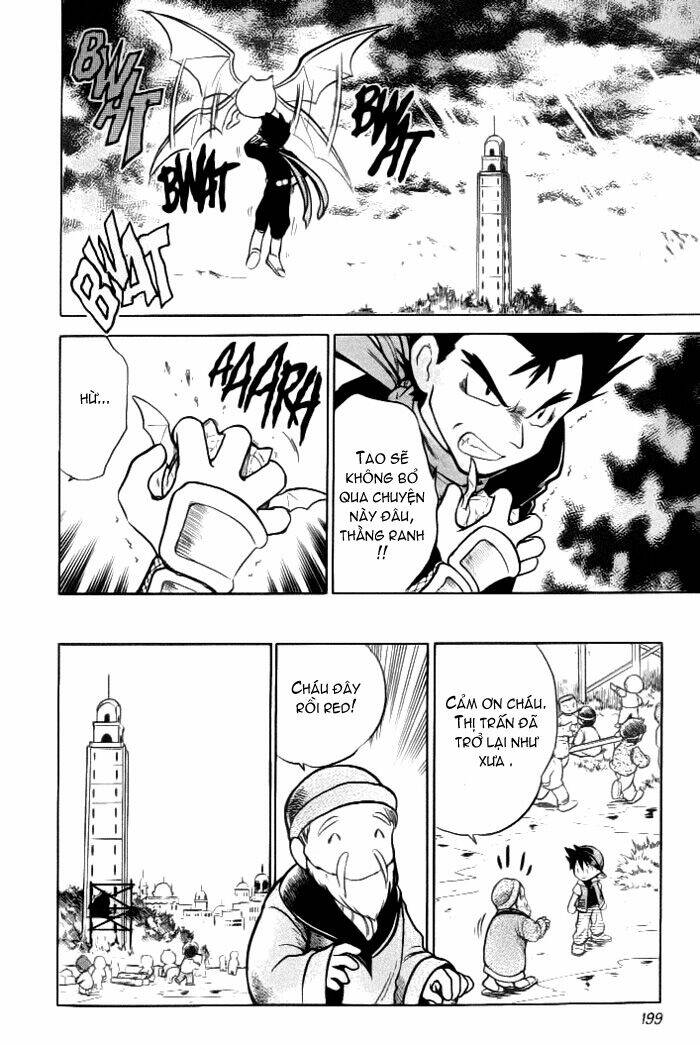 BWAT
BWAT
BWAT
BWAT
HỪ...
AAARH
TAO SẼ
KHÔNG BỎ
QUA CHUYỆN
NÀY ĐÂU,
THẰNG RANH
!!
CHÁU ĐÂY
RỒI RED!
CẢM ƠN CHÁU.
THỊ TRẤN ĐÃ
TRỞ LẠI NHƯ
XƯA .
199